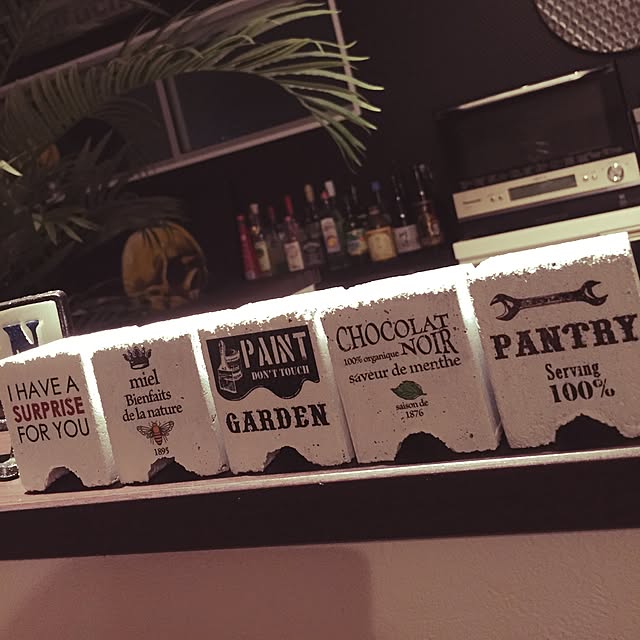 I HAVE A
SURPRISE
FOR YOU
miel
Bienfaits
de la nature
1895
PAINT
DON'T TOUCH
GARDEN
CHOCOLAT
100% organique NOIR
saveur de menthe
saison de
1876
PANTRY
Serving
100%
N
Panasonic